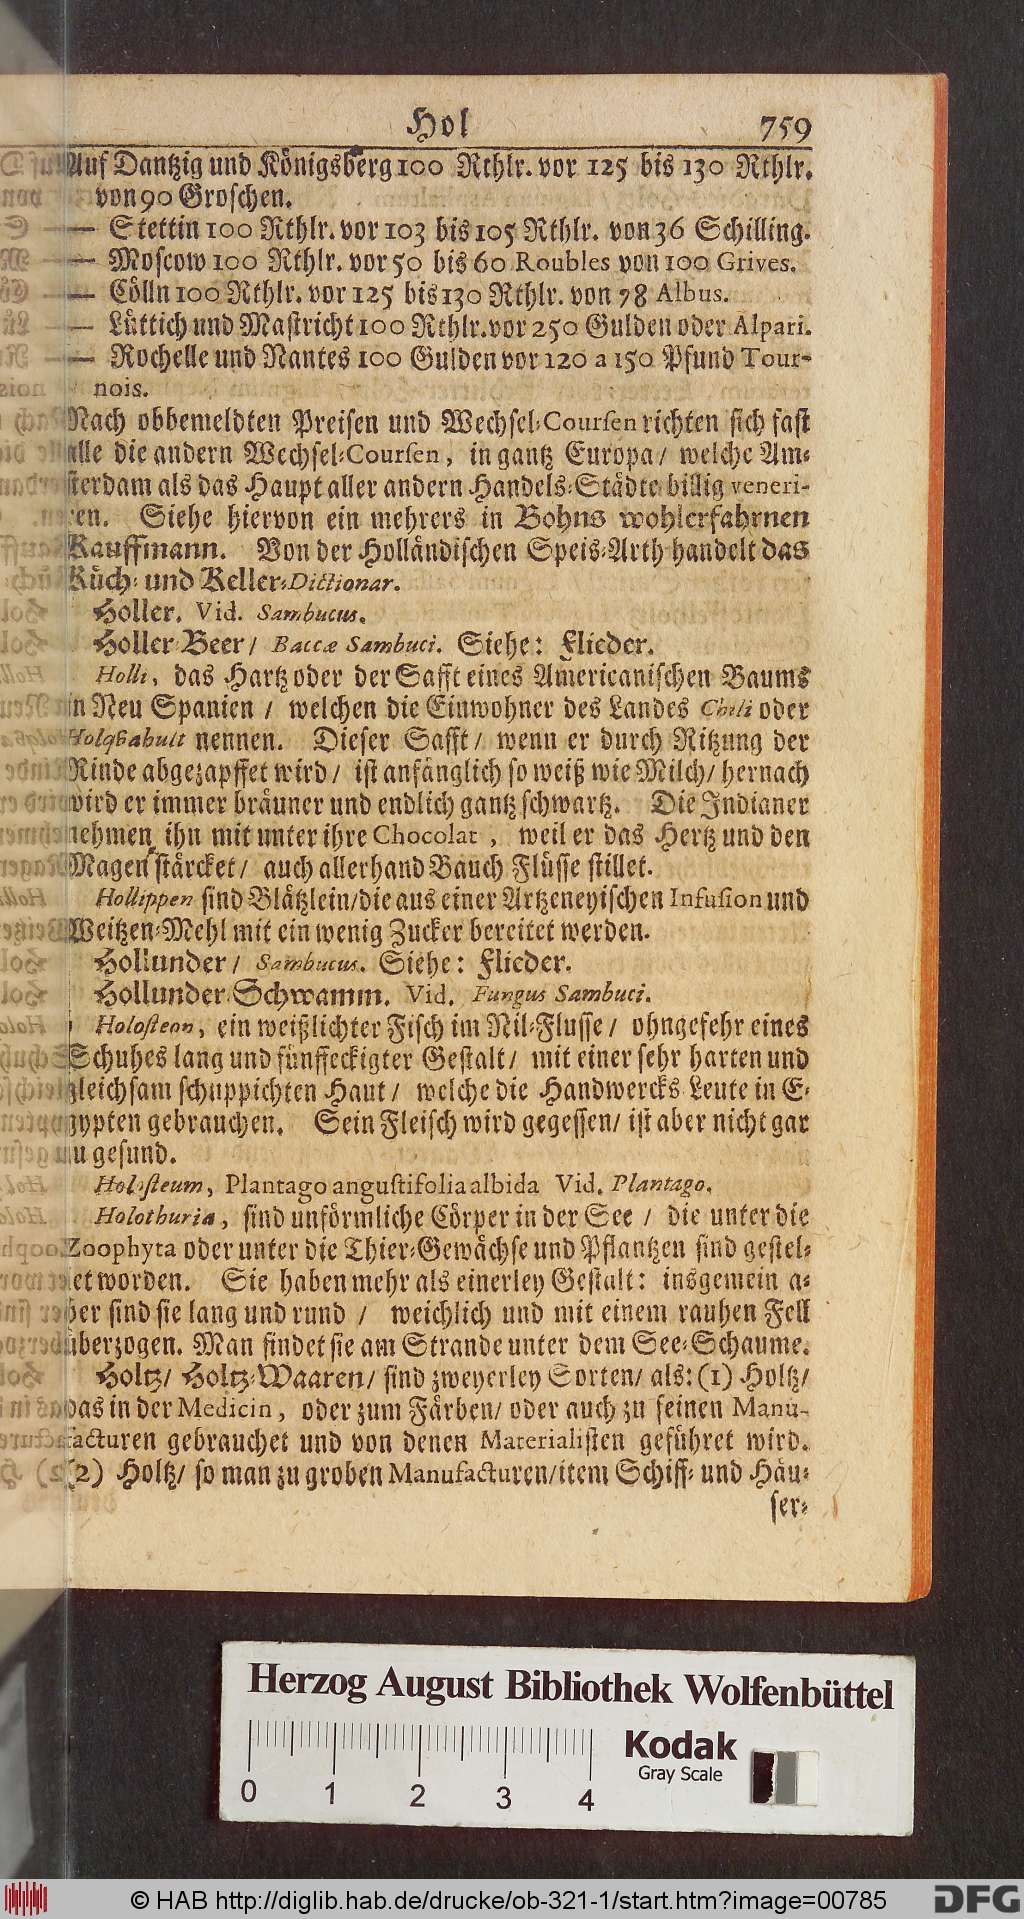 Hol 759
Auf Dantzig und Königsberg 100 Rthlr. vor 125 bis 130 Rthlr.
von 90 Groschen.
— Stettin 100 Rthlr. vor 103 bis 105 Rthlr. von 36 Schilling.
— Moscow 100 Rthlr. vor 50 bis 60 Roubles von 100 Grives.
— Cölln 100 Rthlr. vor 125 bis 130 Rthlr. von 78 Albus.
— Lüttich und Mastricht 100 Rthlr. vor 250 Gulden oder Alpari.
— Rochelle und Nantes 100 Gulden vor 120 a 150 Pfund Tour-
nois.
Nach obbemeldten Preisen und Wechsel-Coursen richten sich fast
alle die andern Wechsel-Coursen, in gantz Europa/ welche Am-
sterdam als das Haupt aller andern Handels-Städte billig veneri-
ren. Siehe hiervon ein mehrers in Bohns wohlerfahrnen
Kauffmann. Von der Holländischen Speis-Arth handelt das
Küch- und Keller-Dictionar.
Holler. Vid. Sambucus.
Holler-Beer/ Baccæ Sambuci. Siehe: Flieder.
Holli, das Hartz oder der Safft eines Americanischen Baums
in Neu Spanien / welchen die Einwohner des Landes Chili oder
Holqßahuit nennen. Dieser Safft/ wenn er durch Ritzung der
Rinde abgezapffet wird/ ist anfänglich so weiß wie Milch/ hernach
wird er immer bräuner und endlich gantz schwartz. Die Indianer
nehmen ihn mit unter ihre Chocolat, weil er das Hertz und den
Magen stärcket/ auch allerhand Bauch Flüsse stillet.
Hollippen sind Blätzlein/ die aus einer Artzeneyischen Infusion und
Weitzen-Mehl mit ein wenig Zucker bereitet werden.
Hollunder/ Sambucus. Siehe: Flieder.
Hollunder-Schwamm. Vid. Fungus Sambuci.
Holosteon, ein weißlichter Fisch im Nil-Flusse/ ohngefehr eines
Schuhes lang und fünffeckigter Gestalt/ mit einer sehr harten und
gleichsam schuppichten Haut/ welche die Handwercks Leute in E-
gypten gebrauchen. Sein Fleisch wird gegessen/ ist aber nicht gar
zu gesund.
Holosteum, Plantago angustifolia albida Vid. Plantago.
Holothuria, sind unförmliche Cörper in der See / die unter die
Zoophyta oder unter die Thier-Gewächse und Pflantzen sind gestel-
let worden. Sie haben mehr als einerley Gestalt: insgemein a-
ber sind sie lang und rund / weichlich und mit einem rauhen Fell
überzogen. Man findet sie am Strande unter dem See-Schaume.
Holtz/ Holtz-Waaren/ sind zweyerley Sorten/ als: (1) Holtz/
das in der Medicin, oder zum Färben/ oder auch zu feinen Manu-
facturen gebrauchet und von denen Materialisten geführet wird.
(2) Holtz/ so man zu groben Manufacturen/ item Schiff- und Häu-
ser-
Herzog August Bibliothek Wolfenbüttel
Kodak
Gray Scale
0 1 2 3 4
© HAB http://diglib.hab.de/drucke/ob-321-1/start.htm?image=00785
DFG